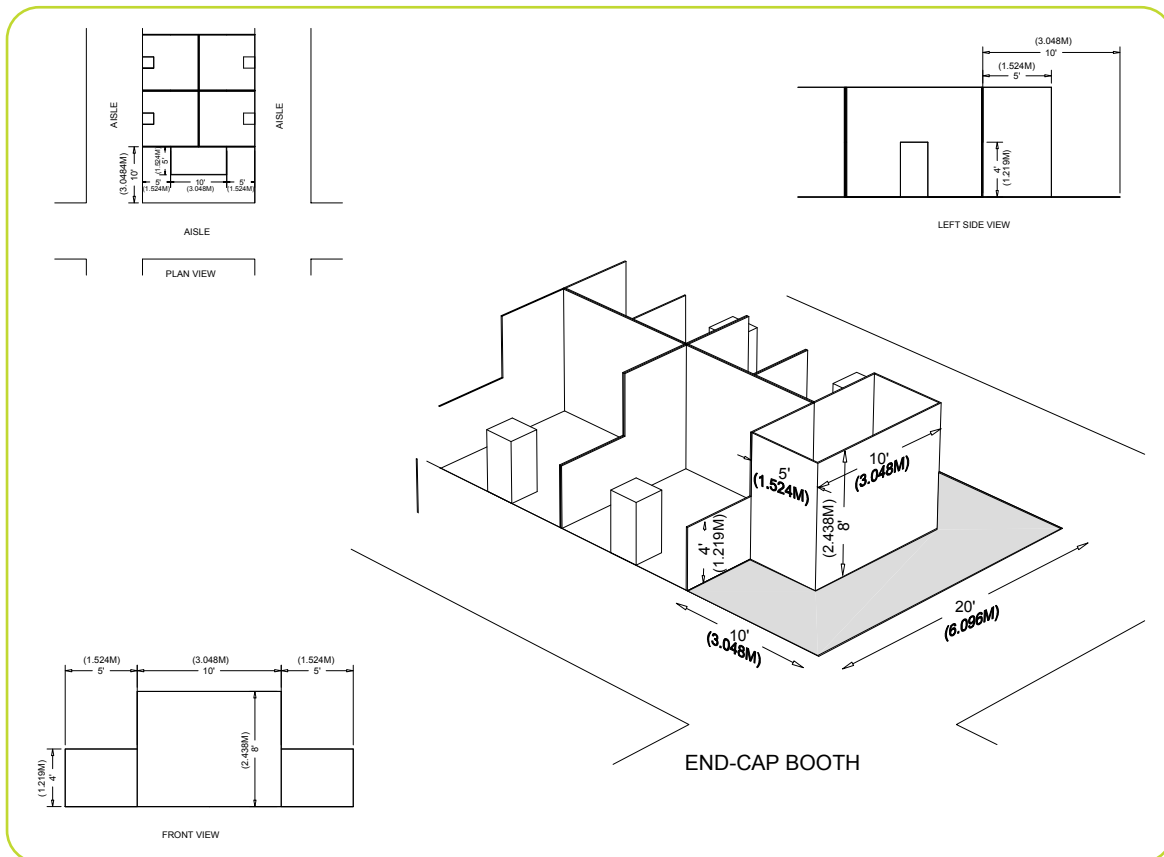 AISLE
AISLE
(3.0484M)
10'
(1.524M)
5'
5'
10'
5'
(1.524M)
(3.048M)
(1.524M)
AISLE
PLAN VIEW
(3.048M)
10'
(1.524M)
5'
4'
(1.219M)
LEFT SIDE VIEW
5'
(1.524M)
10'
(3.048M)
(2.438M)
8'
4'
(1.219M)
10'
(3.048M)
20'
(6.096M)
END-CAP BOOTH
(1.524M)
5'
(3.048M)
10'
(1.524M)
5'
(1.219M)
4'
(2.438M)
8'
FRONT VIEW